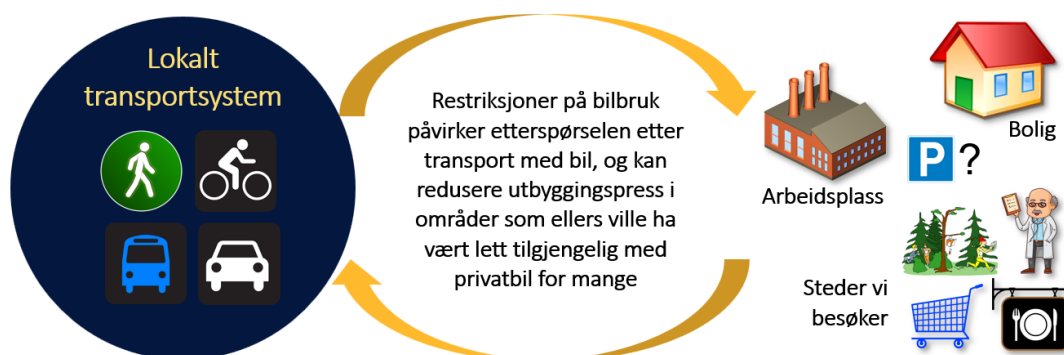 Lokalt
transportsystem
Restriksjoner på bilbruk
påvirker etterspørselen etter
transport med bil, og kan
redusere utbyggingspress i
områder som ellers ville ha
vært lett tilgjengelig med
privatbil for mange
Bolig
P ?
Arbeidsplass
Steder vi
besøker